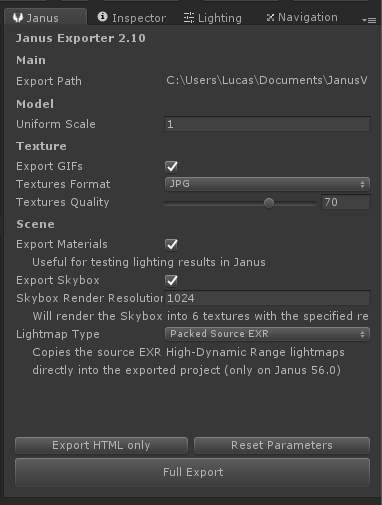 Janus Inspector Lighting Navigation
Janus Exporter 2.10
Main
Export Path C:\Users\Lucas\Documents\JanusV
Model
Uniform Scale 1
Texture
Export GIFs
Textures Format JPG
Textures Quality 70
Scene
Export Materials
Useful for testing lighting results in Janus
Export Skybox
Skybox Render Resolution 1024
Will render the Skybox into 6 textures with the specified re
Lightmap Type Packed Source EXR
Copies the source EXR High-Dynamic Range lightmaps
directly into the exported project (only on Janus 56.0)
Export HTML only Reset Parameters
Full Export